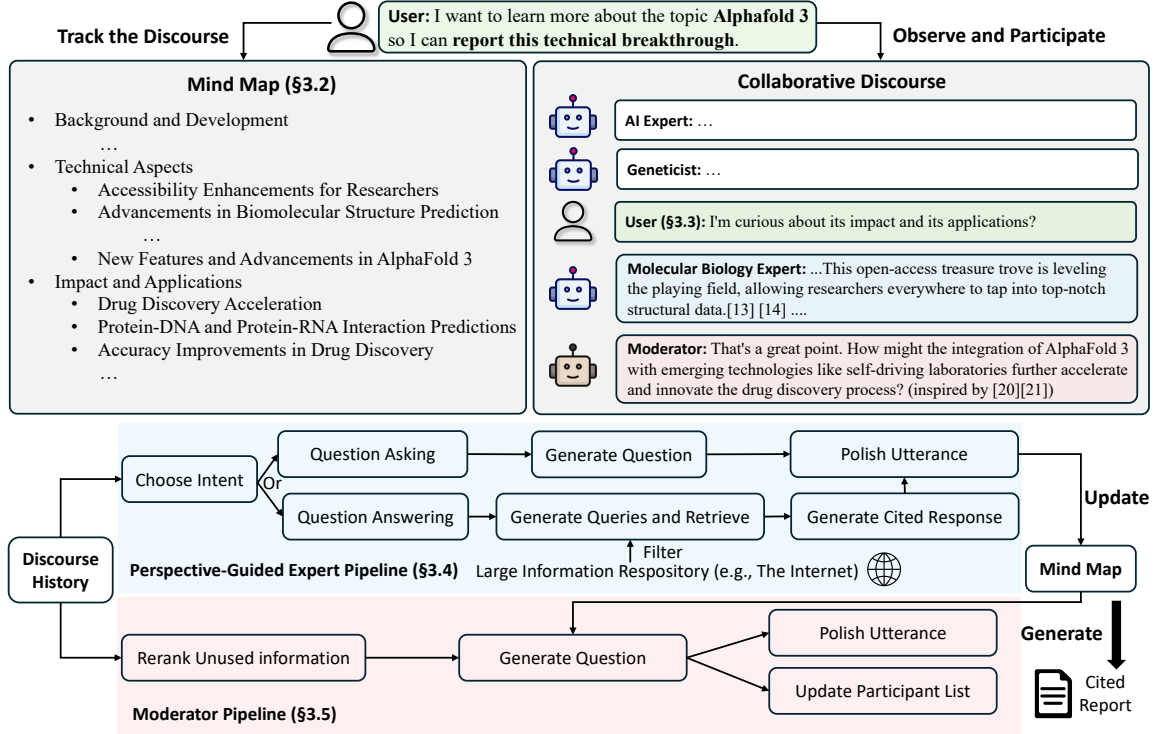 User: I want to learn more about the topic Alphafold 3
so I can report this technical breakthrough.
Track the Discourse
Observe and Participate
Mind Map (§3.2)
• Background and Development
…
• Technical Aspects
• Accessibility Enhancements for Researchers
• Advancements in Biomolecular Structure Prediction
…
• New Features and Advancements in AlphaFold 3
• Impact and Applications
• Drug Discovery Acceleration
• Protein-DNA and Protein-RNA Interaction Predictions
• Accuracy Improvements in Drug Discovery
…
Collaborative Discourse
AI Expert: …
Geneticist: …
User (§3.3): I'm curious about its impact and its applications?
Molecular Biology Expert: ...This open-access treasure trove is leveling
the playing field, allowing researchers everywhere to tap into top-notch
structural data.[13] [14] ....
Moderator: That's a great point. How might the integration of AlphaFold 3
with emerging technologies like self-driving laboratories further accelerate
and innovate the drug discovery process? (inspired by [20][21])
Discourse
History
Choose Intent
Or
Question Asking
Generate Question
Polish Utterance
Question Answering
Generate Queries and Retrieve
Generate Cited Response
Filter
Perspective-Guided Expert Pipeline (§3.4)
Large Information Respository (e.g., The Internet)
Update
Mind Map
Rerank Unused information
Generate Question
Polish Utterance
Update Participant List
Moderator Pipeline (§3.5)
Generate
Cited
Report